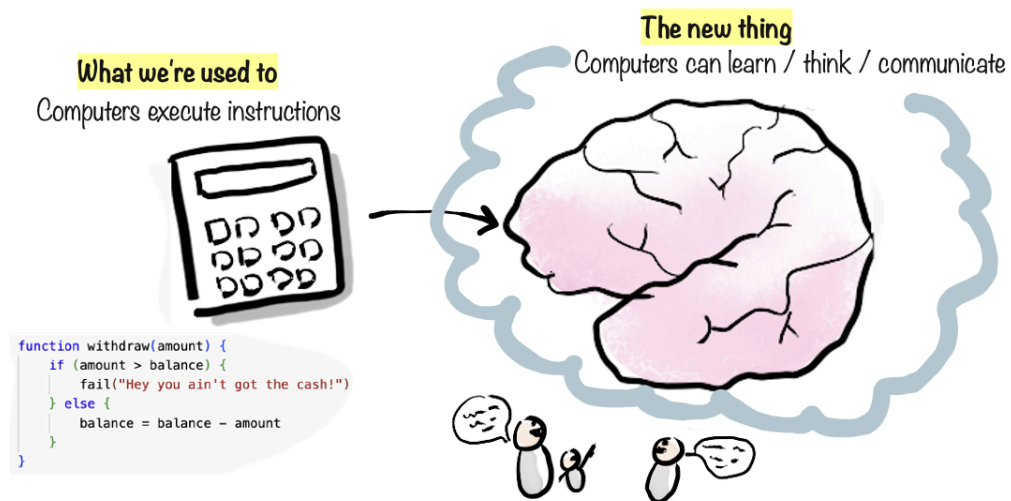 What we're used to
Computers execute instructions
The new thing
Computers can learn / think / communicate
function withdraw(amount) {
    if (amount > balance) {
        fail("Hey you ain't got the cash!")
    } else {
        balance = balance - amount
    }
}